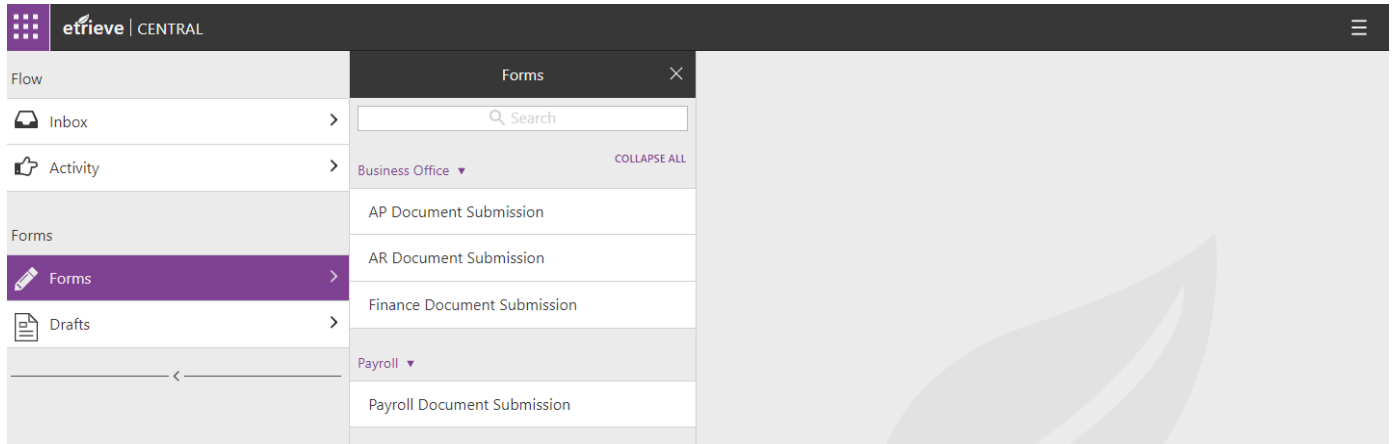 etrieve | CENTRAL
Flow
Inbox
Activity
Forms
Forms
Drafts
Forms
Search
COLLAPSE ALL
Business Office
AP Document Submission
AR Document Submission
Finance Document Submission
Payroll
Payroll Document Submission